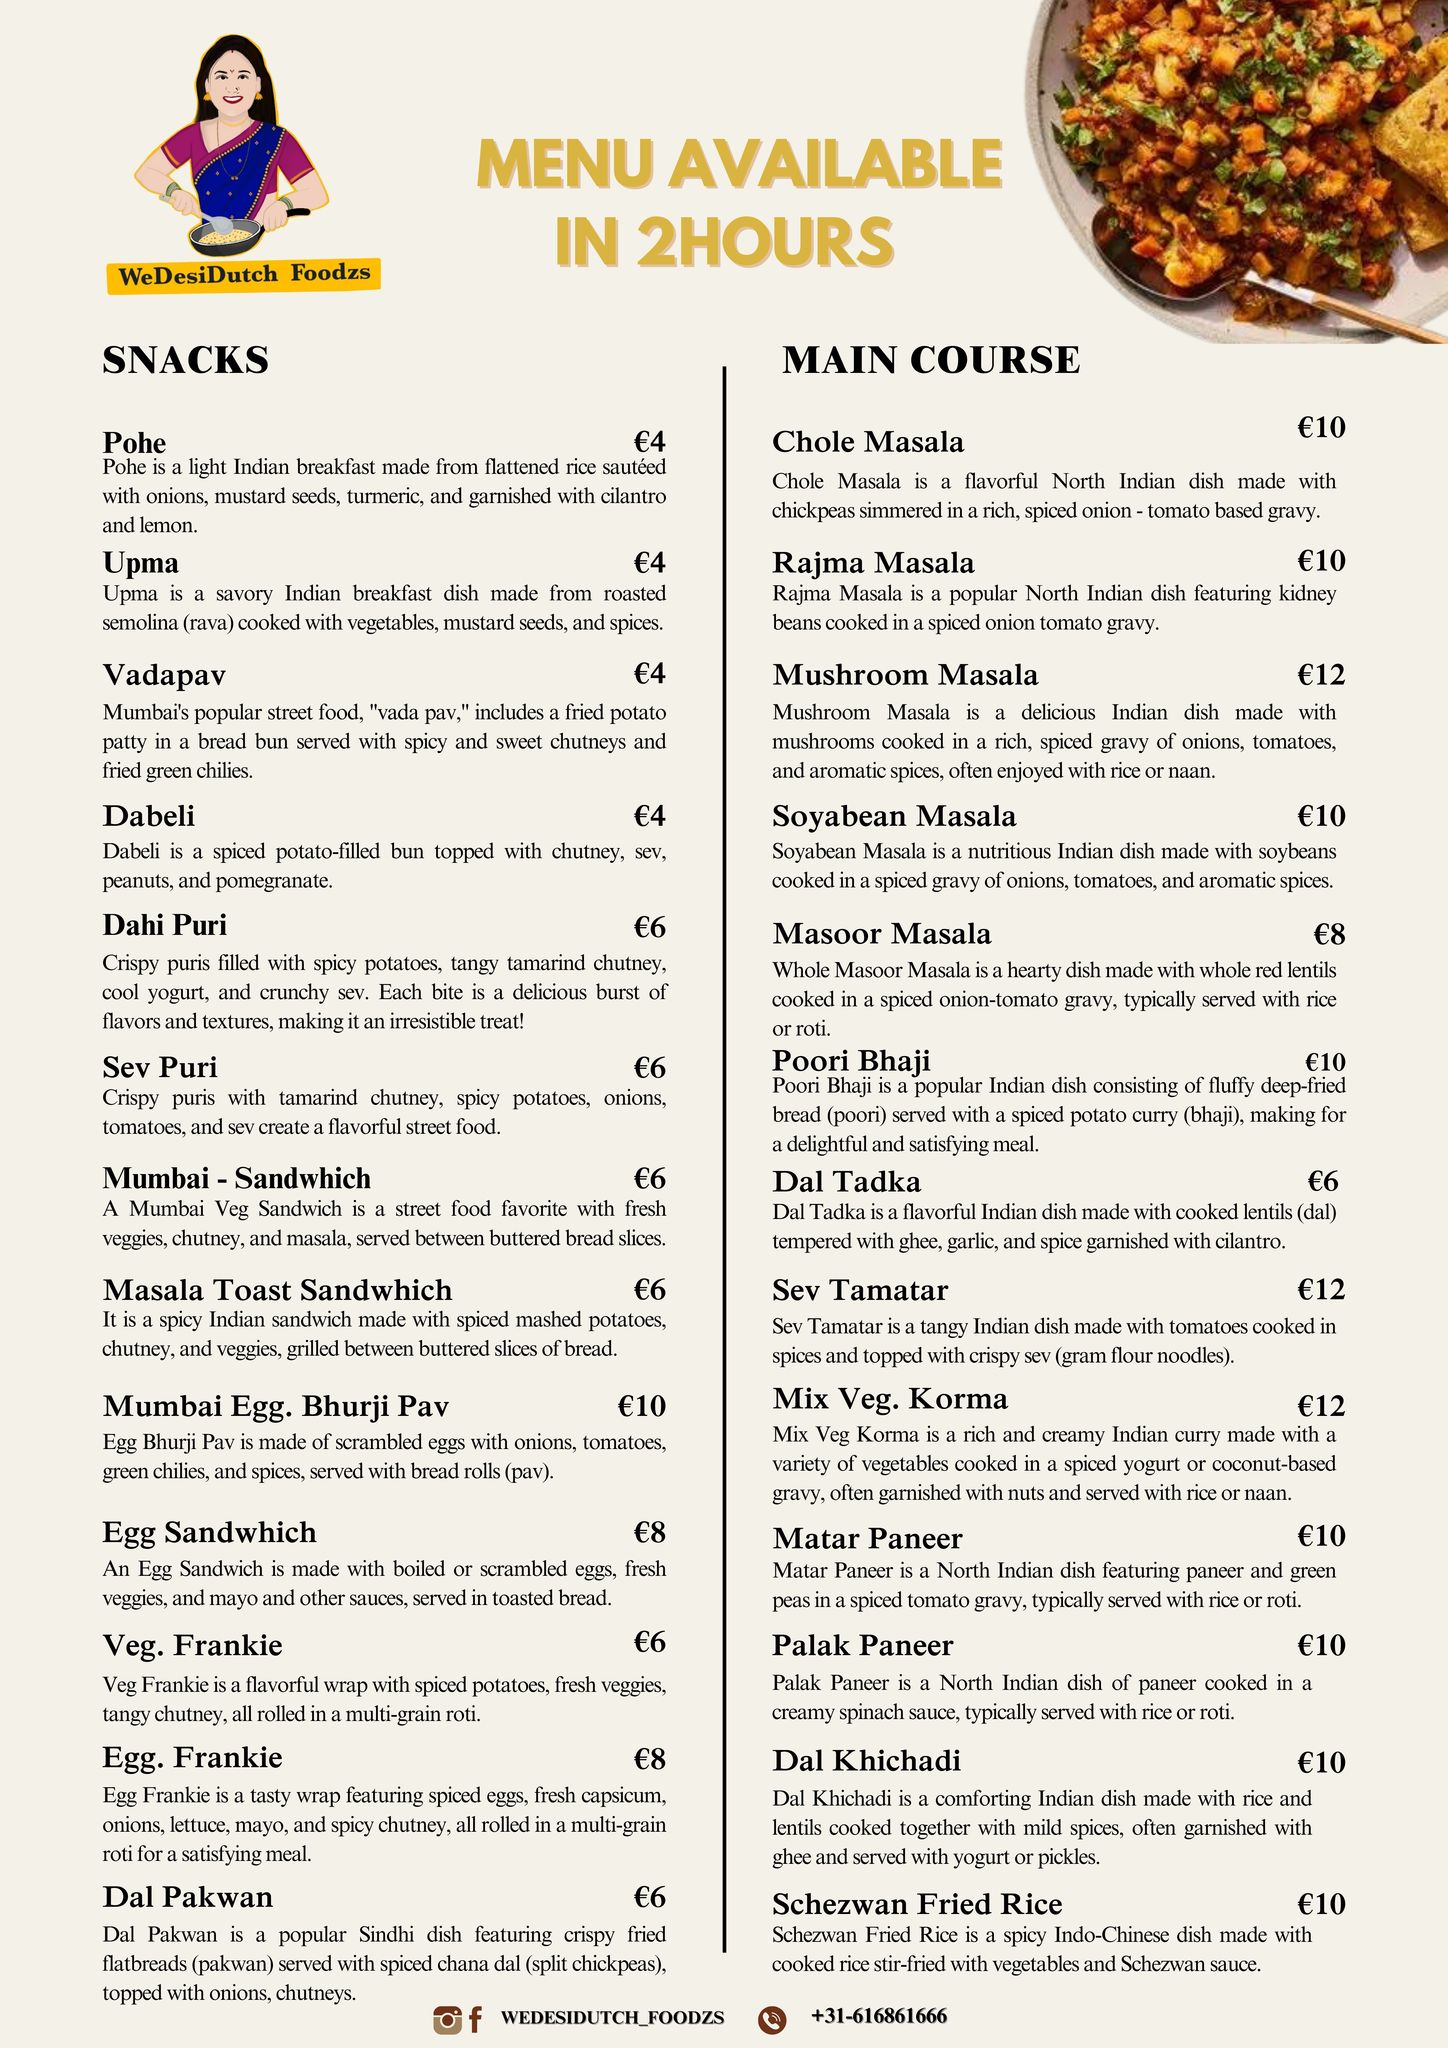 WeDesiDutch Foodzs
MENU AVAILABLE
IN 2HOURS
SNACKS
Pohe €4
Pohe is a light Indian breakfast made from flattened rice sautéed
with onions, mustard seeds, turmeric, and garnished with cilantro
and lemon.
Upma €4
Upma is a savory Indian breakfast dish made from roasted
semolina (rava) cooked with vegetables, mustard seeds, and spices.
Vadapav €4
Mumbai's popular street food, "vada pav," includes a fried potato
patty in a bread bun served with spicy and sweet chutneys and
fried green chilies.
Dabeli €4
Dabeli is a spiced potato-filled bun topped with chutney, sev,
peanuts, and pomegranate.
Dahi Puri €6
Crispy puris filled with spicy potatoes, tangy tamarind chutney,
cool yogurt, and crunchy sev. Each bite is a delicious burst of
flavors and textures, making it an irresistible treat!
Sev Puri €6
Crispy puris with tamarind chutney, spicy potatoes, onions,
tomatoes, and sev create a flavorful street food.
Mumbai - Sandwhich €6
A Mumbai Veg Sandwich is a street food favorite with fresh
veggies, chutney, and masala, served between buttered bread slices.
Masala Toast Sandwhich €6
It is a spicy Indian sandwich made with spiced mashed potatoes,
chutney, and veggies, grilled between buttered slices of bread.
Mumbai Egg. Bhurji Pav €10
Egg Bhurji Pav is made of scrambled eggs with onions, tomatoes,
green chilies, and spices, served with bread rolls (pav).
Egg Sandwhich €8
An Egg Sandwich is made with boiled or scrambled eggs, fresh
veggies, and mayo and other sauces, served in toasted bread.
Veg. Frankie €6
Veg Frankie is a flavorful wrap with spiced potatoes, fresh veggies,
tangy chutney, all rolled in a multi-grain roti.
Egg. Frankie €8
Egg Frankie is a tasty wrap featuring spiced eggs, fresh capsicum,
onions, lettuce, mayo, and spicy chutney, all rolled in a multi-grain
roti for a satisfying meal.
Dal Pakwan €6
Dal Pakwan is a popular Sindhi dish featuring crispy fried
flatbreads (pakwan) served with spiced chana dal (split chickpeas),
topped with onions, chutneys.
MAIN COURSE
Chole Masala €10
Chole Masala is a flavorful North Indian dish made with
chickpeas simmered in a rich, spiced onion - tomato based gravy.
Rajma Masala €10
Rajma Masala is a popular North Indian dish featuring kidney
beans cooked in a spiced onion tomato gravy.
Mushroom Masala €12
Mushroom Masala is a delicious Indian dish made with
mushrooms cooked in a rich, spiced gravy of onions, tomatoes,
and aromatic spices, often enjoyed with rice or naan.
Soyabean Masala €10
Soyabean Masala is a nutritious Indian dish made with soybeans
cooked in a spiced gravy of onions, tomatoes, and aromatic spices.
Masoor Masala €8
Whole Masoor Masala is a hearty dish made with whole red lentils
cooked in a spiced onion-tomato gravy, typically served with rice
or roti.
Poori Bhaji €10
Poori Bhaji is a popular Indian dish consisting of fluffy deep-fried
bread (poori) served with a spiced potato curry (bhaji), making for
a delightful and satisfying meal.
Dal Tadka €6
Dal Tadka is a flavorful Indian dish made with cooked lentils (dal)
tempered with ghee, garlic, and spice garnished with cilantro.
Sev Tamatar €12
Sev Tamatar is a tangy Indian dish made with tomatoes cooked in
spices and topped with crispy sev (gram flour noodles).
Mix Veg. Korma €12
Mix Veg Korma is a rich and creamy Indian curry made with a
variety of vegetables cooked in a spiced yogurt or coconut-based
gravy, often garnished with nuts and served with rice or naan.
Matar Paneer €10
Matar Paneer is a North Indian dish featuring paneer and green
peas in a spiced tomato gravy, typically served with rice or roti.
Palak Paneer €10
Palak Paneer is a North Indian dish of paneer cooked in a
creamy spinach sauce, typically served with rice or roti.
Dal Khichadi €10
Dal Khichadi is a comforting Indian dish made with rice and
lentils cooked together with mild spices, often garnished with
ghee and served with yogurt or pickles.
Schezwan Fried Rice €10
Schezwan Fried Rice is a spicy Indo-Chinese dish made with
cooked rice stir-fried with vegetables and Schezwan sauce.
WEDESIDUTCH_FOODZS +31-616861666